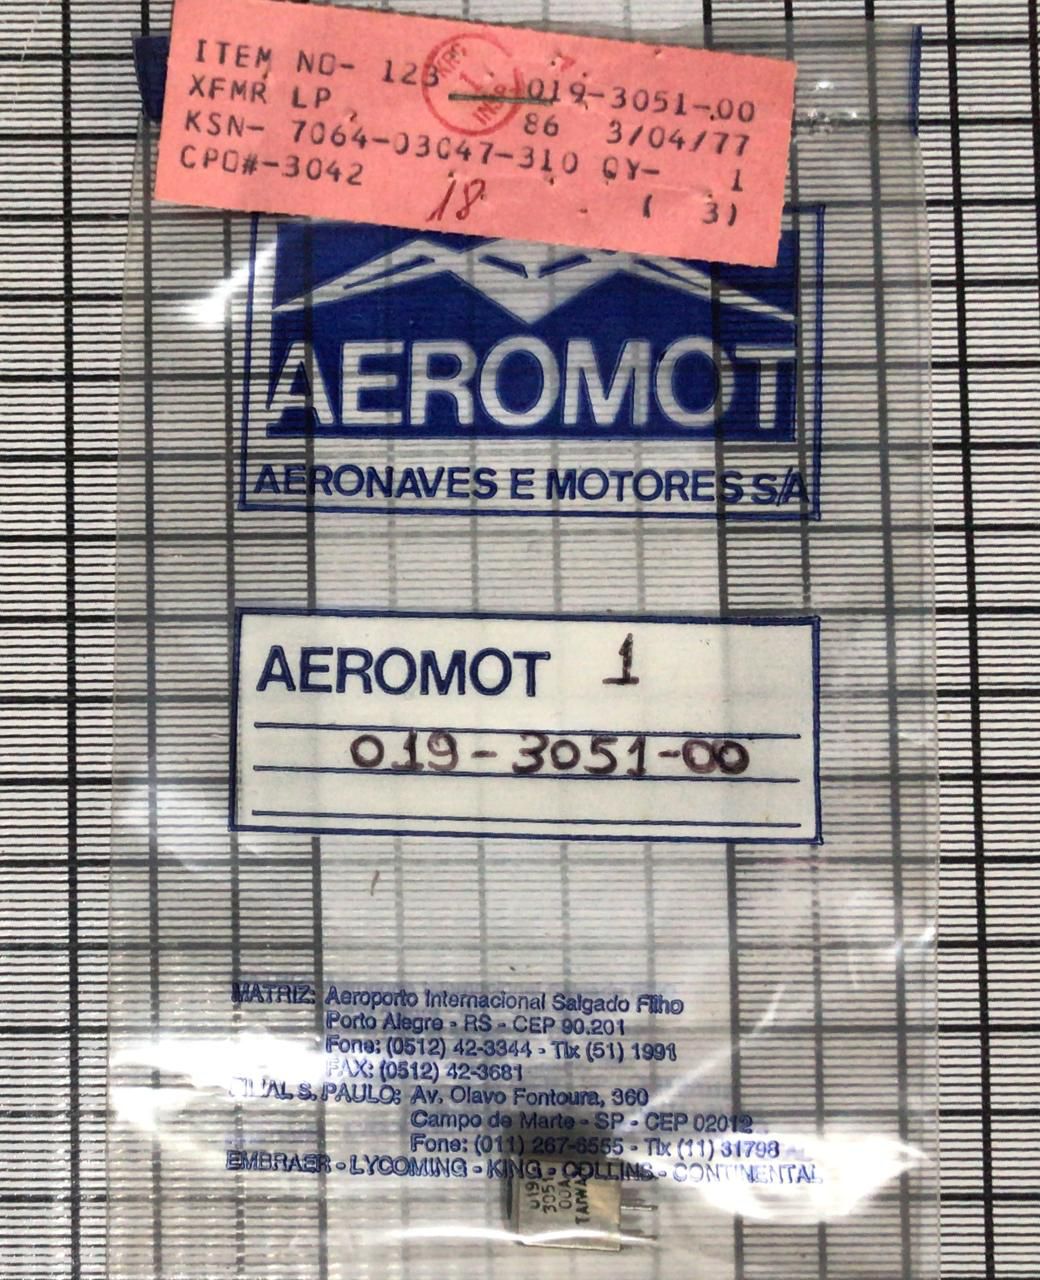 ITEM NO- 123 019-3051-.00
XFMR LP 86 3/04/77
KSN- 7064-03047-310 QY- 1
CPO#-3042 ( 3)
18
AEROMOT
AERONAVES E MOTORES S/A
AEROMOT 1
019-3051-00
MATRIZ: Aeroporto Internacional Salgado Filho
Porto Alegre - RS - CEP 90.201
Fone: (0512) 42-3344 - Tlx (51) 1991
FAX: (0512) 42-3681
FILIAL S. PAULO: Av. Olavo Fontoura, 360
Campo de Marte - SP - CEP 02012
Fone: (011) 267-6555 - Tlx (11) 31798
EMBRAER - LYCOMING - KING - COLLINS - CONTINENTAL
019
3051
00A
TAIWA